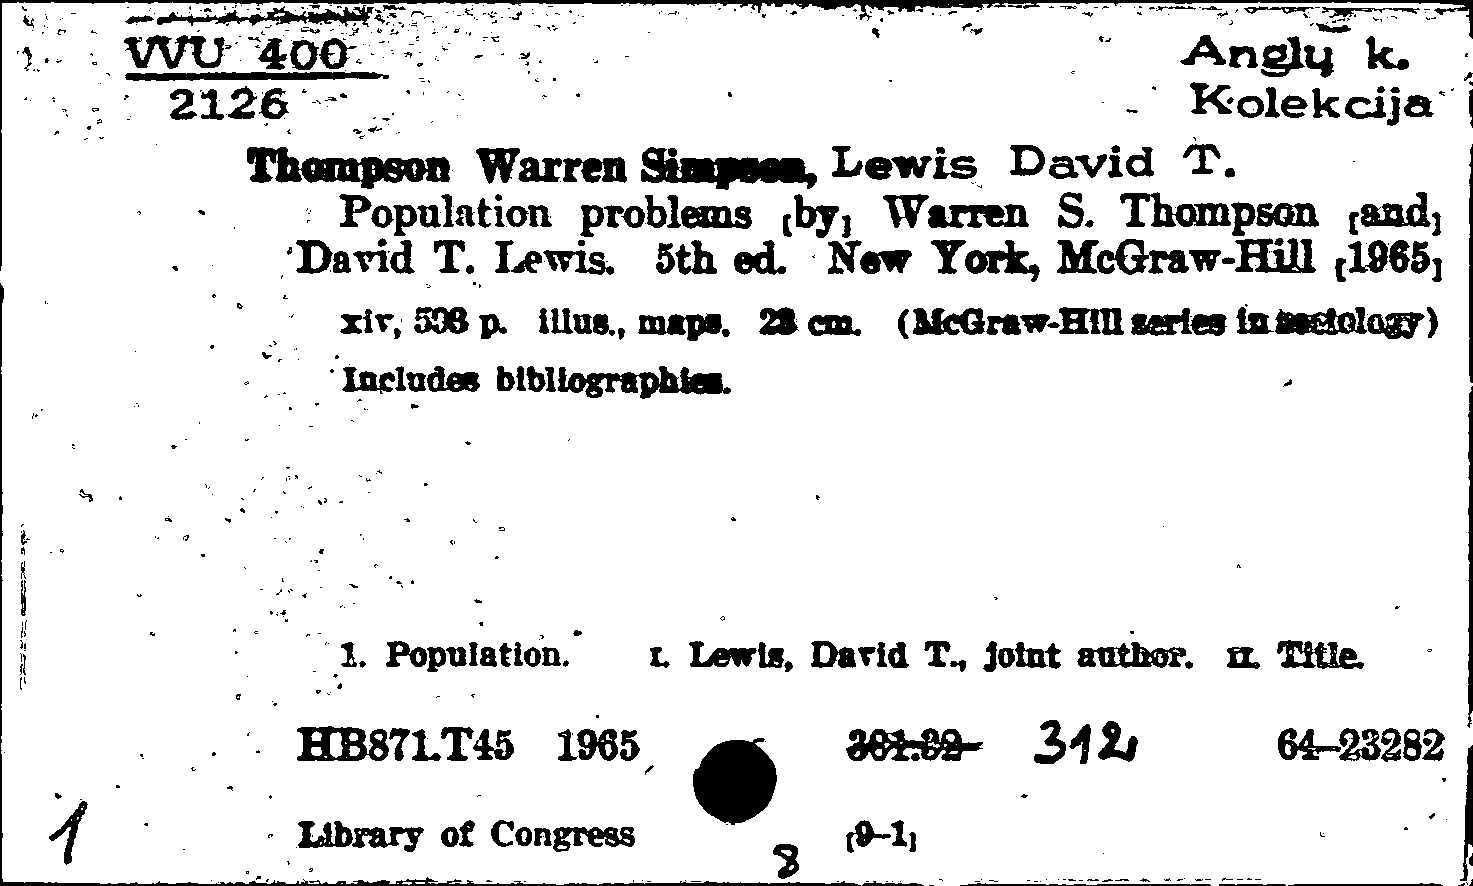 VVU 400
2126
Anglų k.
Kolekcija
Thompson Warren Simpson, Lewis David T.
Population problems [by] Warren S. Thompson [and]
David T. Lewis. 5th ed. New York, McGraw-Hill [1965]
xiv, 593 p. illus., maps. 23 cm. (McGraw-Hill series in sociology)
Includes bibliographies.
1. Population. I. Lewis, David T., joint author. II. Title.
HB871.T45 1965 301.32 312 64–23282
Library of Congress [9–1]
1 8